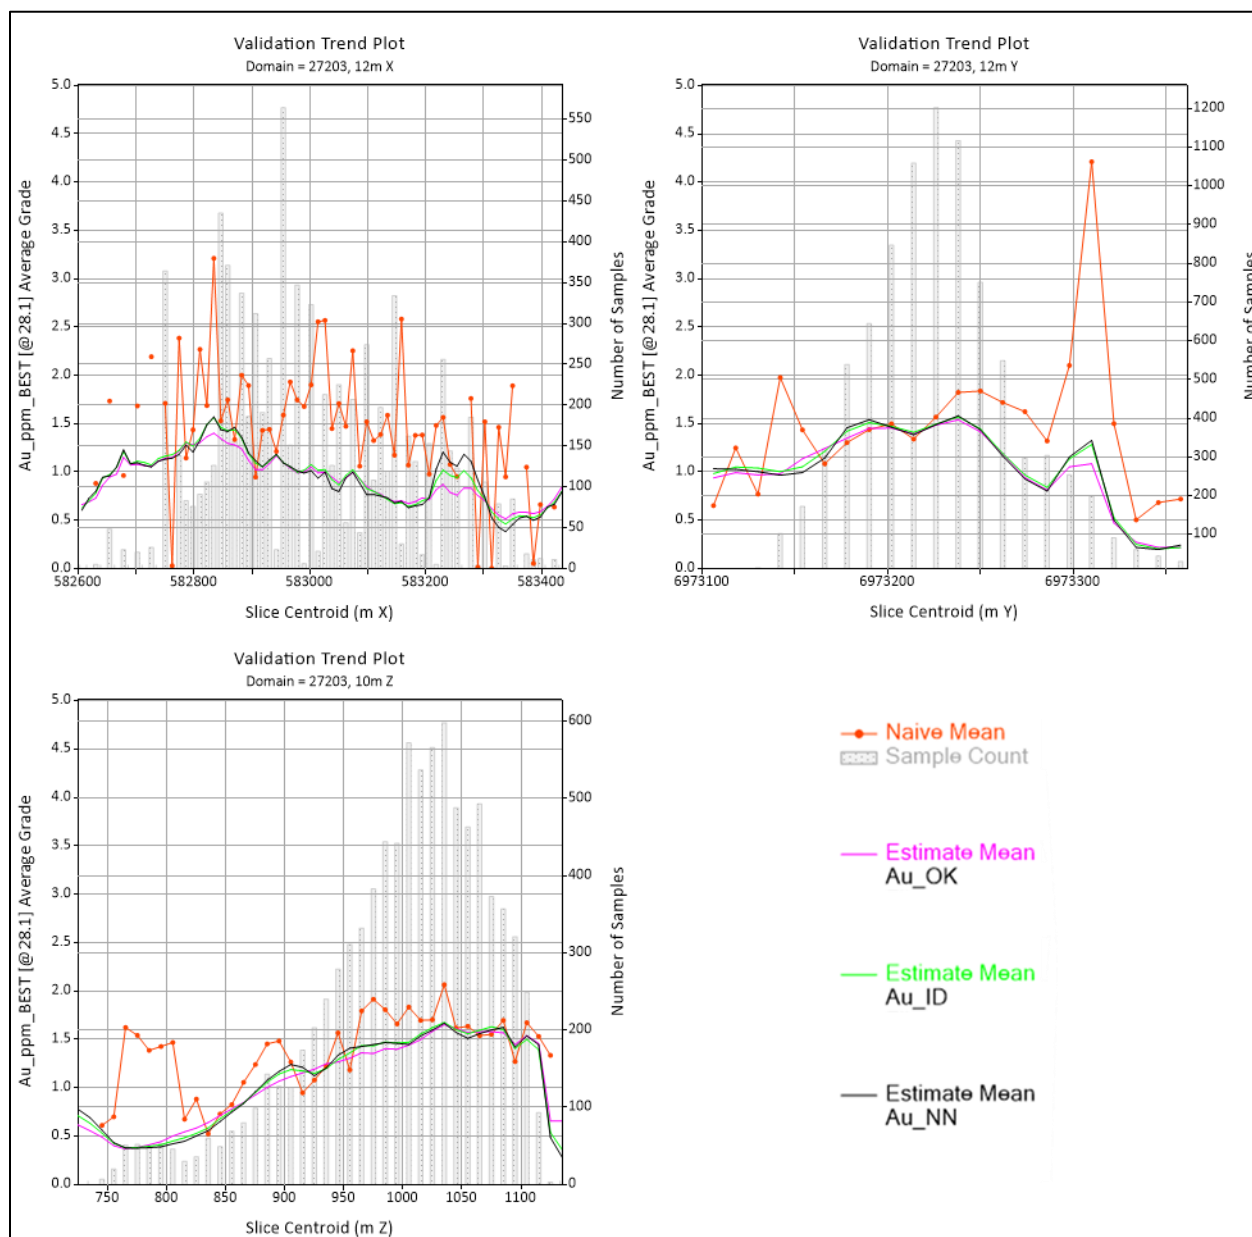 Validation Trend Plot
Domain = 27203, 12m X
Au_ppm_BEST [@28.1] Average Grade
5.0
4.5
4.0
3.5
3.0
2.5
2.0
1.5
1.0
0.5
0.0
550
500
450
400
350
300
250
200
150
100
50
0
Number of Samples
582600 582800 583000 583200 583400
Slice Centroid (m X)
Validation Trend Plot
Domain = 27203, 12m Y
Au_ppm_BEST [@28.1] Average Grade
5.0
4.5
4.0
3.5
3.0
2.5
2.0
1.5
1.0
0.5
0.0
1200
1100
1000
900
800
700
600
500
400
300
200
100
Number of Samples
6973100 6973200 6973300
Slice Centroid (m Y)
Validation Trend Plot
Domain = 27203, 10m Z
Au_ppm_BEST [@28.1] Average Grade
5.0
4.5
4.0
3.5
3.0
2.5
2.0
1.5
1.0
0.5
0.0
600
500
400
300
200
100
0
Number of Samples
750 800 850 900 950 1000 1050 1100
Slice Centroid (m Z)
Naive Mean
Sample Count
Estimate Mean
Au_OK
Estimate Mean
Au_ID
Estimate Mean
Au_NN